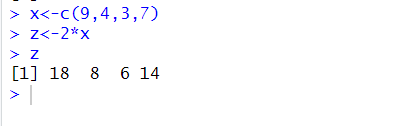 > x<-c(9,4,3,7)
> z<-2*x
> z
[1] 18  8  6 14
>